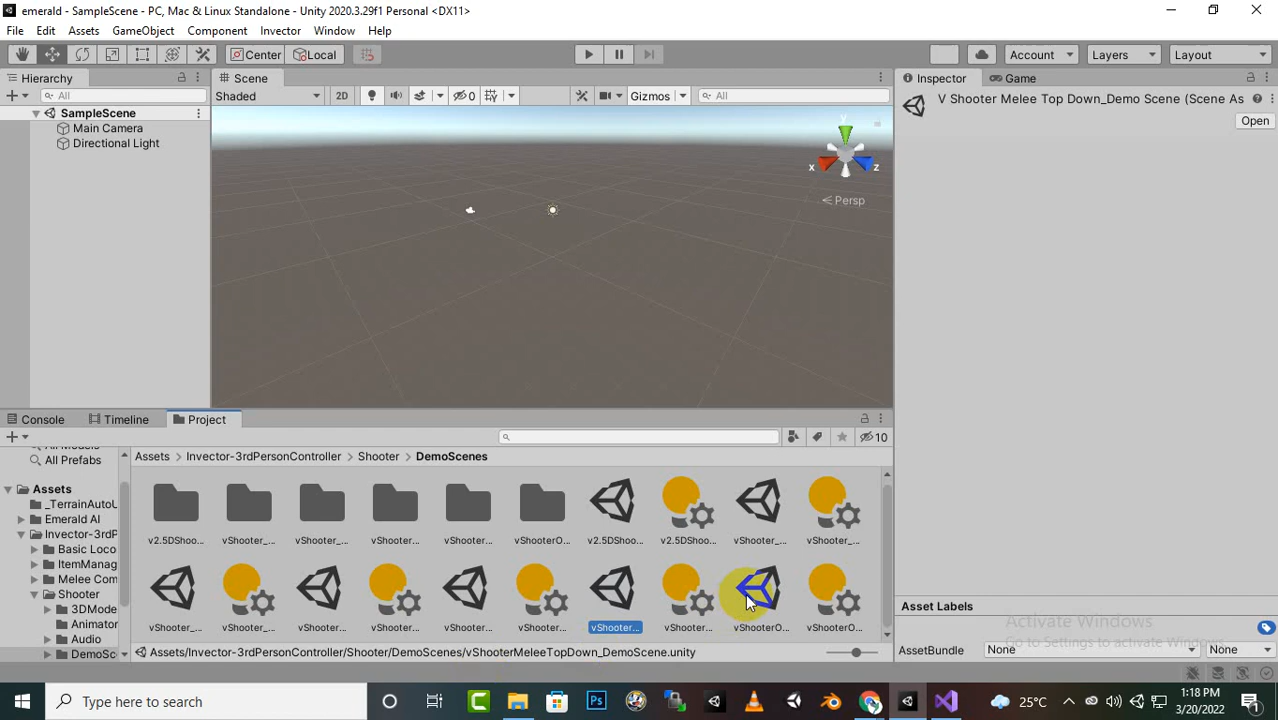 emerald - SampleScene - PC, Mac & Linux Standalone - Unity 2020.3.29f1 Personal <DX11>
File Edit Assets GameObject Component Invector Window Help
Center Local Account Layers Layout
Hierarchy
Scene
Inspector
Game
All
Shaded
2D
0
Gizmos
All
V Shooter Melee Top Down_Demo Scene (Scene As
Open
SampleScene
Main Camera
Directional Light
y
x
z
Persp
Console
Timeline
Project
10
All Prefabs
Assets
_TerrainAutoU
Emerald AI
Invector-3rdP
Basic Loco
ItemManag
Melee Com
Shooter
3DMode
Animator
Audio
DemoSc
Assets Invector-3rdPersonController Shooter DemoScenes
v2.5DShoo... vShooter_... vShooter_... vShooter... vShooter... vShooterO... v2.5DShoo... v2.5DShoo... vShooter_... vShooter_...
vShooter_... vShooter_... vShooter... vShooter... vShooter... vShooter... vShooter... vShooter... vShooterO... vShooterO...
Assets/Invector-3rdPersonController/Shooter/DemoScenes/vShooterMeleeTopDown_DemoScene.unity
Asset Labels
Activate Windows
Go to Settings to activate Windows.
AssetBundle None None
Type here to search
25°C
1:18 PM
3/20/2022
1